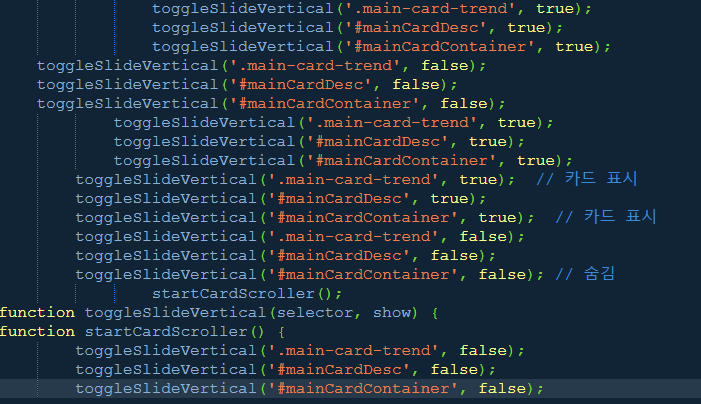 toggleSlideVertical('.main-card-trend', true);
toggleSlideVertical('#mainCardDesc', true);
toggleSlideVertical('#mainCardContainer', true);
toggleSlideVertical('.main-card-trend', false);
toggleSlideVertical('#mainCardDesc', false);
toggleSlideVertical('#mainCardContainer', false);
toggleSlideVertical('.main-card-trend', true);
toggleSlideVertical('#mainCardDesc', true);
toggleSlideVertical('#mainCardContainer', true);
toggleSlideVertical('.main-card-trend', true);  // 카드 표시
toggleSlideVertical('#mainCardDesc', true);
toggleSlideVertical('#mainCardContainer', true);  // 카드 표시
toggleSlideVertical('.main-card-trend', false);
toggleSlideVertical('#mainCardDesc', false);
toggleSlideVertical('#mainCardContainer', false); // 숨김
startCardScroller();
function toggleSlideVertical(selector, show) {
function startCardScroller() {
toggleSlideVertical('.main-card-trend', false);
toggleSlideVertical('#mainCardDesc', false);
toggleSlideVertical('#mainCardContainer', false);